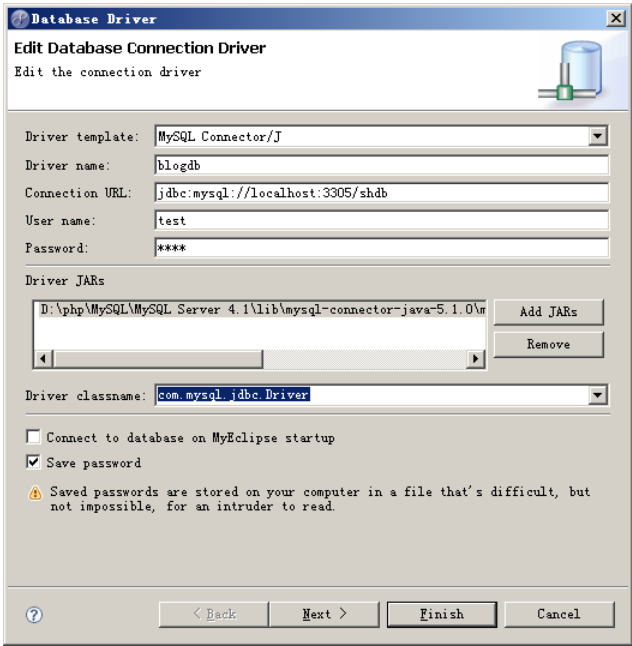 Database Driver
Edit Database Connection Driver
Edit the connection driver
Driver template: MySQL Connector/J
Driver name: blogdb
Connection URL: jdbc:mysql://localhost:3305/shdb
User name: test
Password: ****
Driver JARs
D:\php\MySQL\MySQL Server 4.1\lib\mysql-connector-java-5.1.0\m
Add JARs
Remove
Driver classname: com.mysql.jdbc.Driver
Connect to database on MyEclipse startup
Save password
Saved passwords are stored on your computer in a file that's difficult, but
not impossible, for an intruder to read.
? < Back Next > Finish Cancel